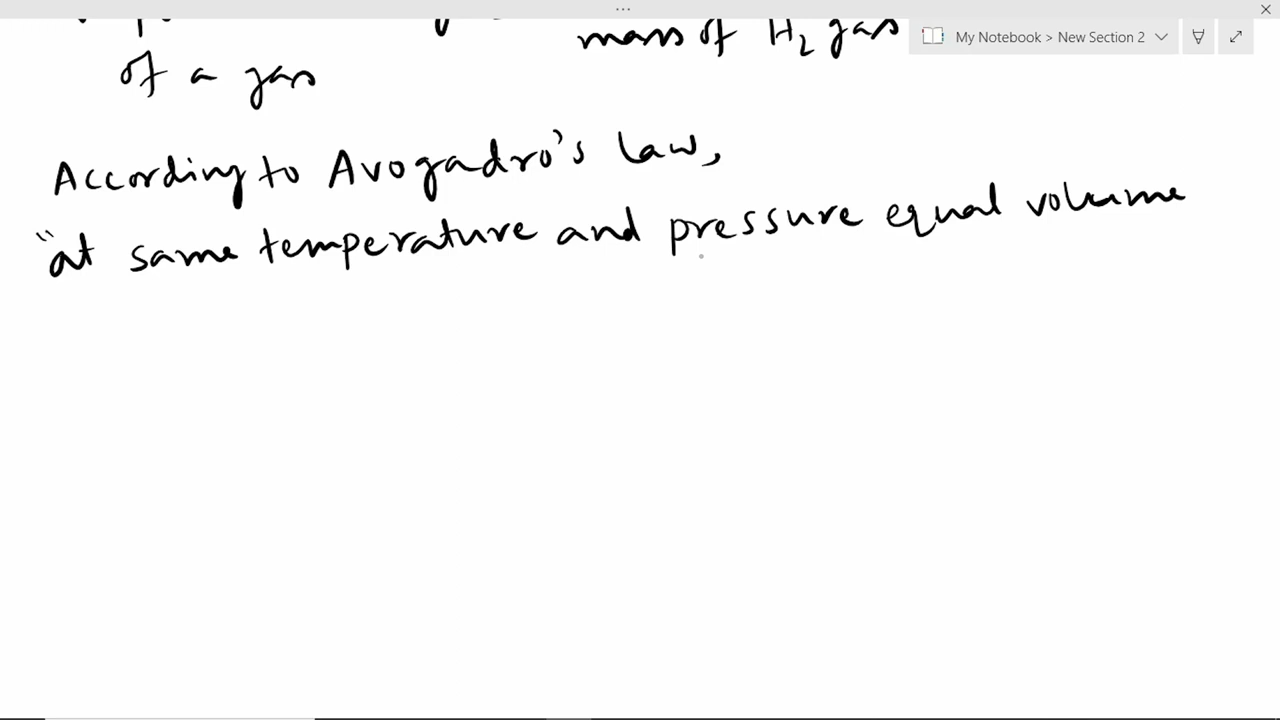 mass of H₂ gas
My Notebook > New Section 2
of a gas
According to Avogadro's law,
"at same temperature and pressure equal volume